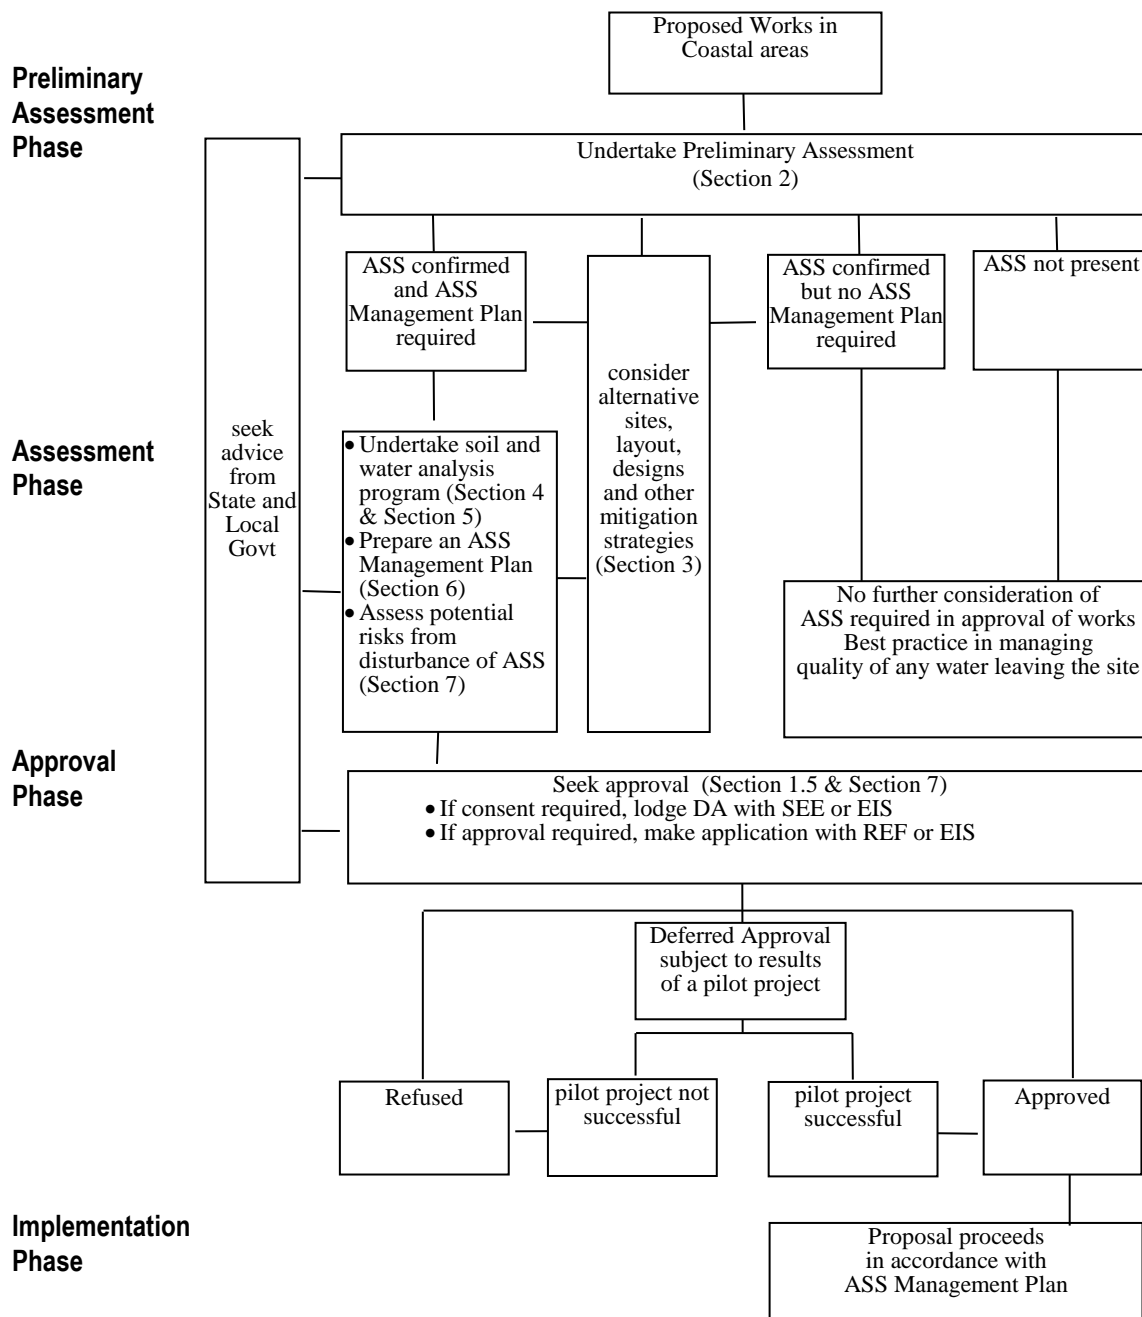 Proposed Works in
Coastal areas
Preliminary
Assessment
Phase
Undertake Preliminary Assessment
(Section 2)
ASS confirmed
and ASS
Management Plan
required
ASS confirmed
but no ASS
Management Plan
required
ASS not present
consider
alternative
sites,
layout,
designs
and other
mitigation
strategies
(Section 3)
Assessment
Phase
seek
advice
from
State and
Local
Govt
• Undertake soil and
water analysis
program (Section 4
& Section 5)
• Prepare an ASS
Management Plan
(Section 6)
• Assess potential
risks from
disturbance of ASS
(Section 7)
No further consideration of
ASS required in approval of works
Best practice in managing
quality of any water leaving the site
Approval
Phase
Seek approval (Section 1.5 & Section 7)
• If consent required, lodge DA with SEE or EIS
• If approval required, make application with REF or EIS
Deferred Approval
subject to results
of a pilot project
Refused
pilot project not
successful
pilot project
successful
Approved
Implementation
Phase
Proposal proceeds
in accordance with
ASS Management Plan